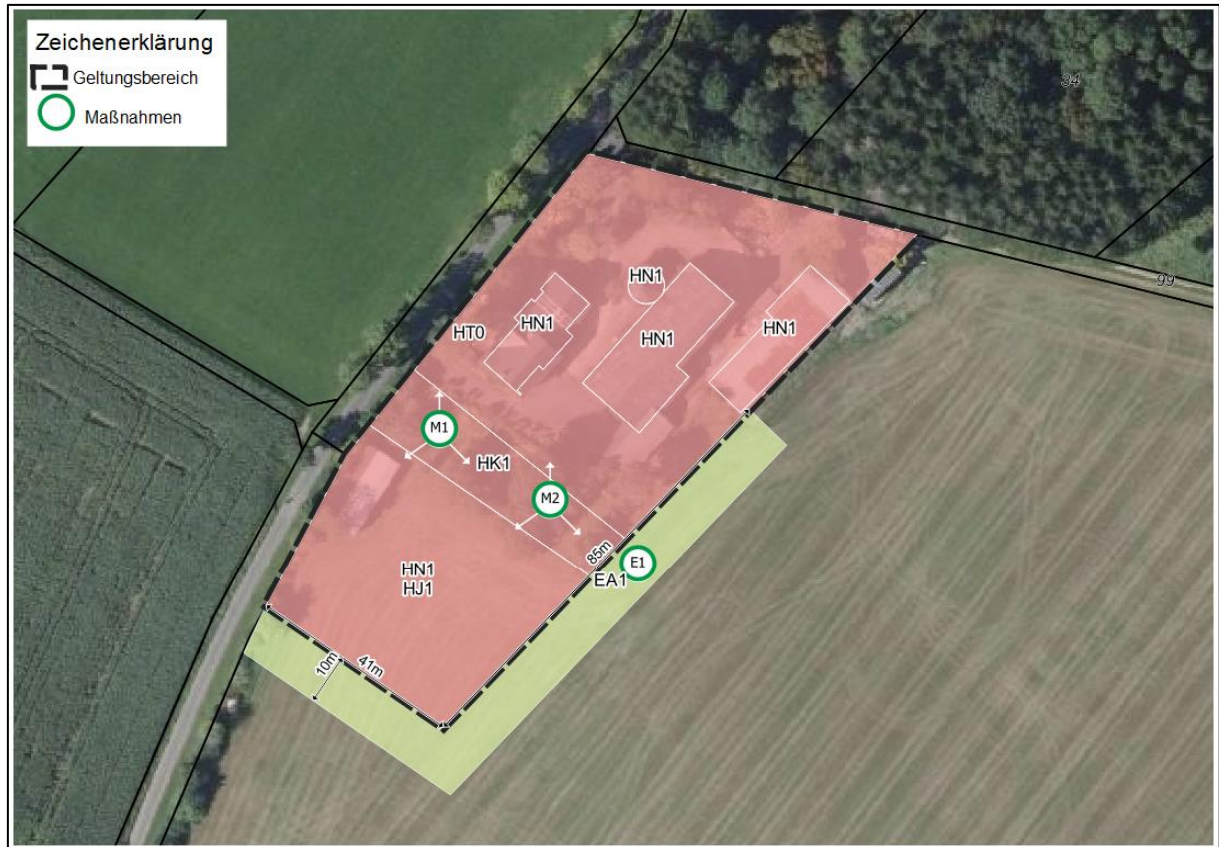 Zeichenerklärung
Geltungsbereich
Maßnahmen
34
99
HN1
HN1
HN1
HN1
HT0
M1
HK1
M2
85m
E1
EA1
HN1
HJ1
41m
10m